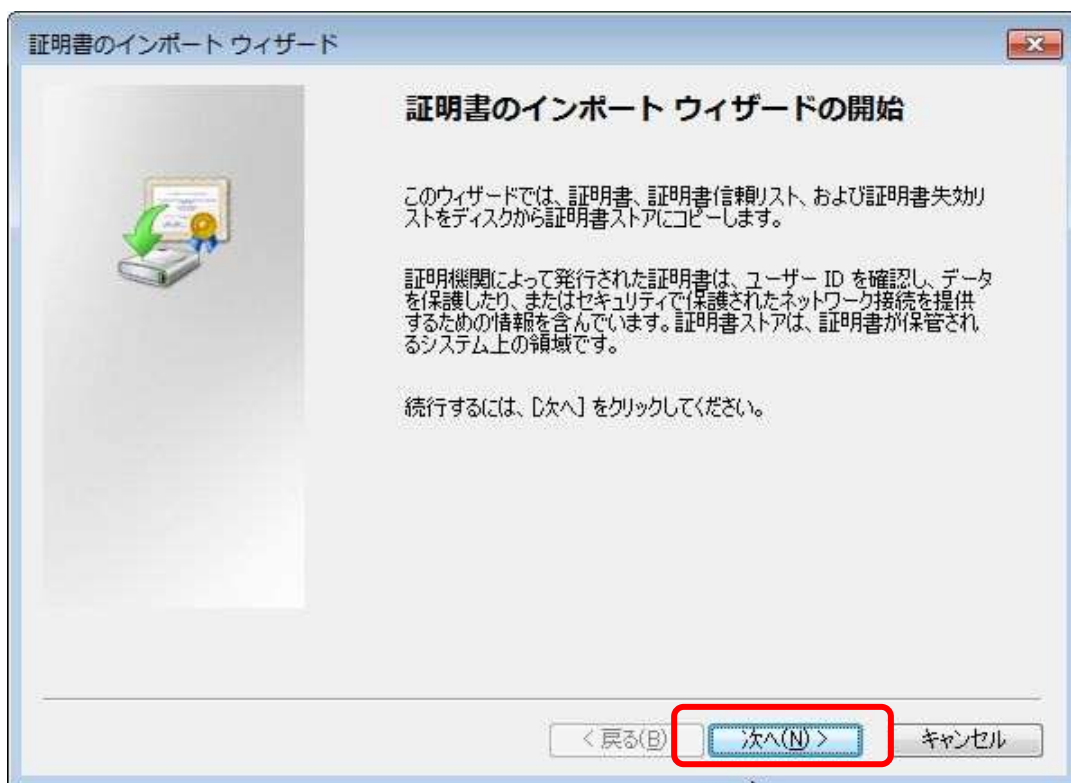 証明書のインポート ウィザード
証明書のインポート ウィザードの開始
このウィザードでは、証明書、証明書信頼リスト、および証明書失効リ
ストをディスクから証明書ストアにコピーします。
証明機関によって発行された証明書は、ユーザー ID を確認し、データ
を保護したり、またはセキュリティで保護されたネットワーク接続を提供
するための情報を含んでいます。証明書ストアは、証明書が保管され
るシステム上の領域です。
続行するには、[次へ] をクリックしてください。
< 戻る(B) 次へ(N) > キャンセル